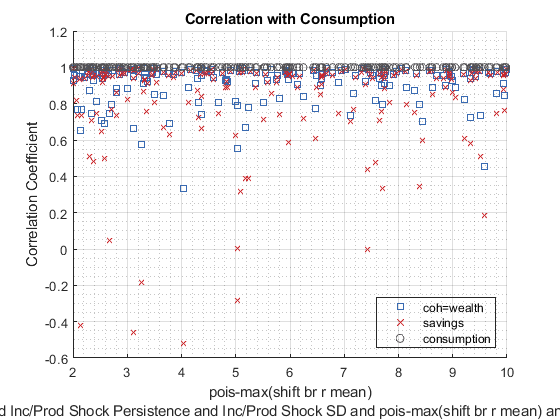 Correlation with Consumption
1.2
1
0.8
0.6
0.4
0.2
0
-0.2
-0.4
-0.6
Correlation Coefficient
coh=wealth
savings
consumption
2 3 4 5 6 7 8 9 10
pois-max(shift br r mean)
d Inc/Prod Shock Persistence and Inc/Prod Shock SD and pois-max(shift br r mean) ar